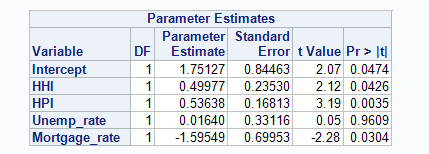 Parameter Estimates
Variable DF Parameter Estimate Standard Error t Value Pr > |t|
Intercept 1 1.75127 0.84463 2.07 0.0474
HHI 1 0.49977 0.23530 2.12 0.0426
HPI 1 0.53638 0.16813 3.19 0.0035
Unemp_rate 1 0.01640 0.33116 0.05 0.9609
Mortgage_rate 1 -1.59549 0.69953 -2.28 0.0304